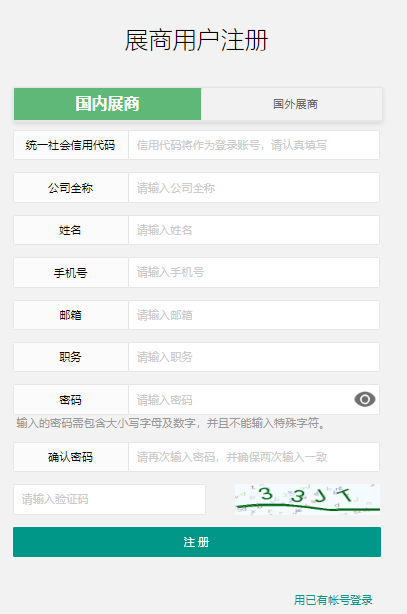 展商用户注册
国内展商 国外展商
统一社会信用代码 信用代码将作为登录账号，请认真填写
公司全称 请输入公司全称
姓名 请输入姓名
手机号 请输入手机号
邮箱 请输入邮箱
职务 请输入职务
密码 请输入密码
输入的密码需包含大小写字母及数字，并且不能输入特殊字符。
确认密码 请再次输入密码，并确保两次输入一致
请输入验证码 33JT
注 册
用已有帐号登录